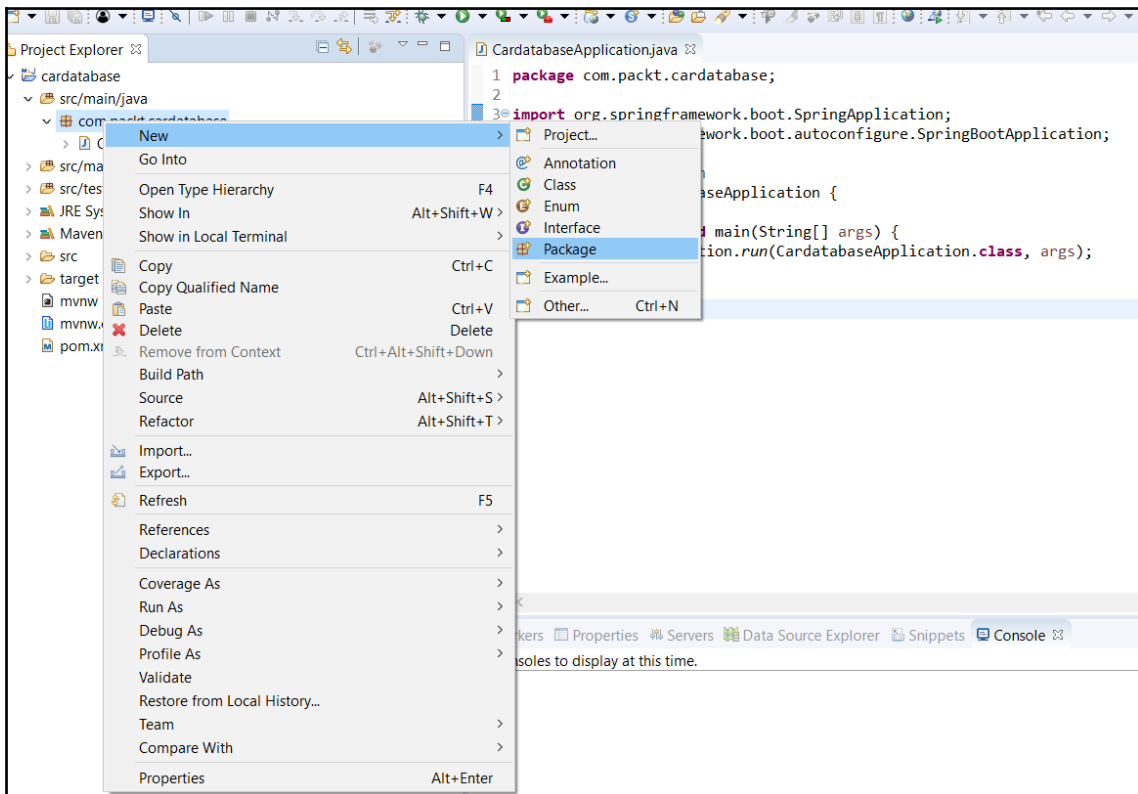 Project Explorer
CardatabaseApplication.java
cardatabase
src/main/java
com.packt.cardatabase
C
src/ma
src/tes
JRE Sys
Maven
src
target
mvnw
mvnw.
pom.xm
1 package com.packt.cardatabase;
2
3 import org.springframework.boot.SpringApplication;
ework.boot.autoconfigure.SpringBootApplication;
aseApplication {
main(String[] args) {
tion.run(CardatabaseApplication.class, args);
New
Go Into
Open Type Hierarchy F4
Show In Alt+Shift+W >
Show in Local Terminal >
Copy Ctrl+C
Copy Qualified Name
Paste Ctrl+V
Delete Delete
Remove from Context Ctrl+Alt+Shift+Down
Build Path >
Source Alt+Shift+S >
Refactor Alt+Shift+T >
Import...
Export...
Refresh F5
References >
Declarations >
Coverage As >
Run As >
Debug As >
Profile As >
Validate
Restore from Local History...
Team >
Compare With >
Properties Alt+Enter
Project...
Annotation
Class
Enum
Interface
Package
Example...
Other... Ctrl+N
kers Properties Servers Data Source Explorer Snippets Console
nsoles to display at this time.